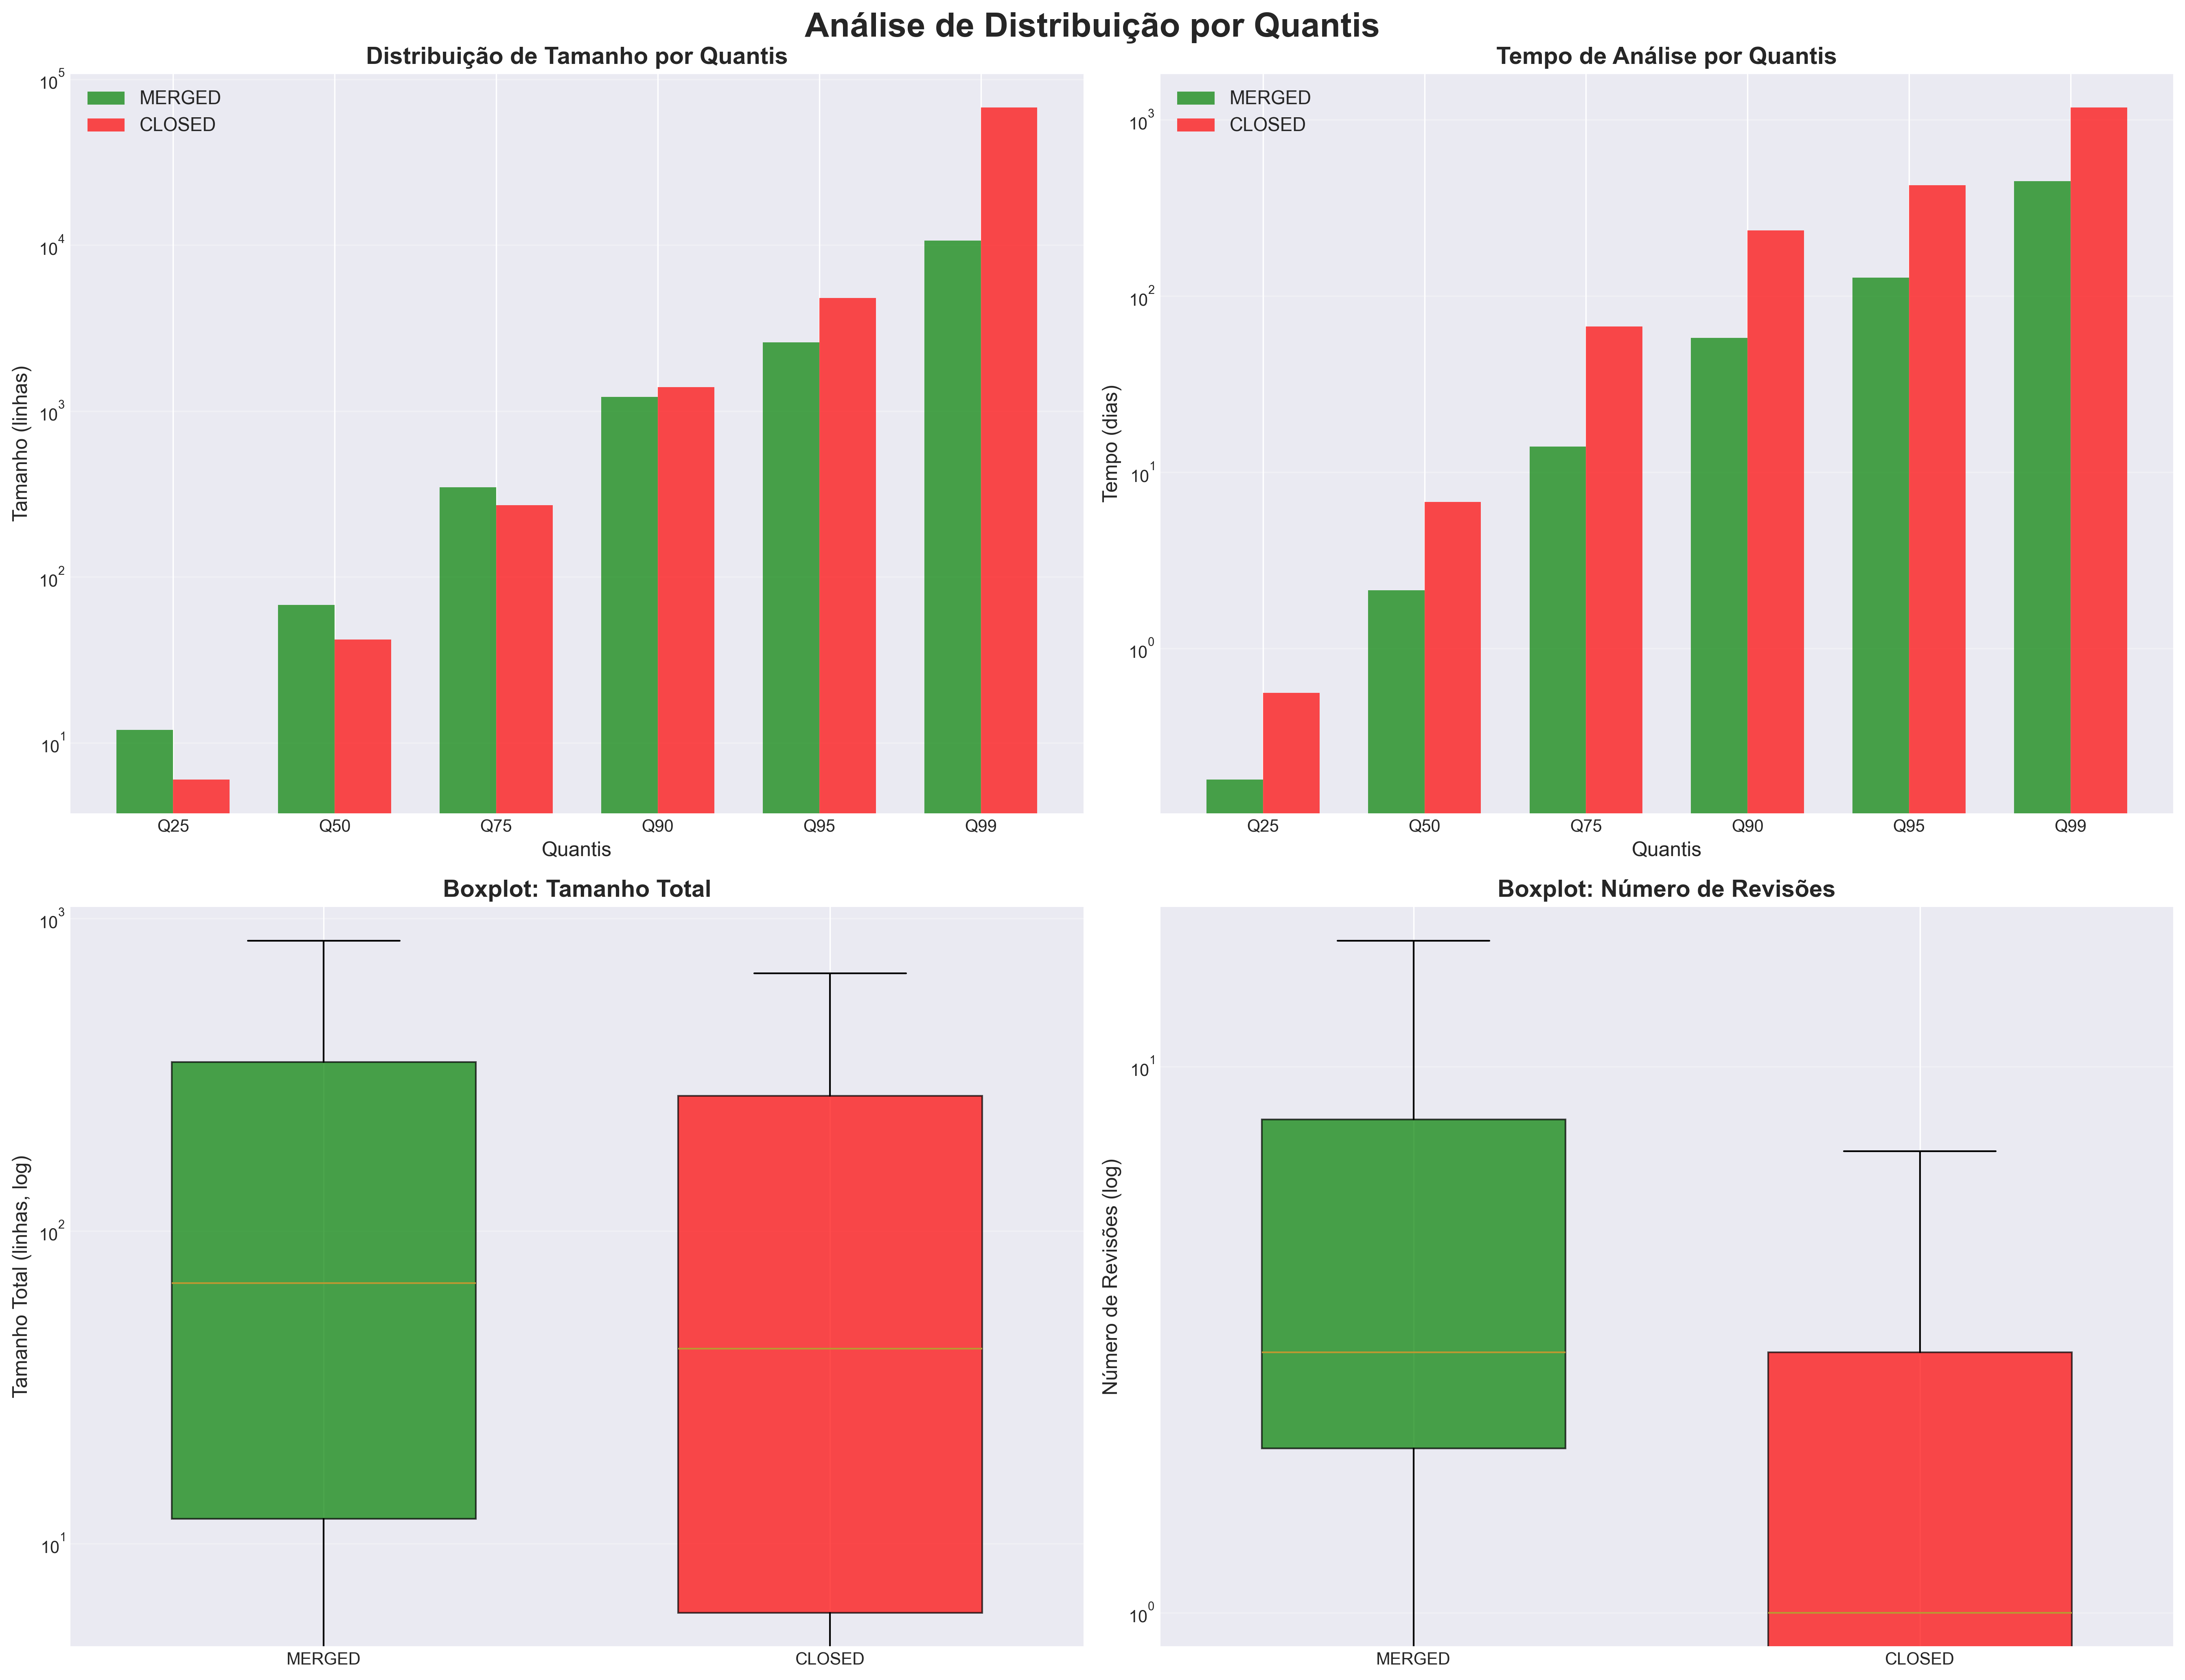 Análise de Distribuição por Quantis
Distribuição de Tamanho por Quantis
MERGED
CLOSED
10^5
10^4
10^3
10^2
10^1
Tamanho (linhas)
Q25 Q50 Q75 Q90 Q95 Q99
Quantis
Tempo de Análise por Quantis
MERGED
CLOSED
10^3
10^2
10^1
10^0
Tempo (dias)
Q25 Q50 Q75 Q90 Q95 Q99
Quantis
Boxplot: Tamanho Total
10^3
10^2
10^1
Tamanho Total (linhas, log)
MERGED CLOSED
Boxplot: Número de Revisões
10^1
10^0
Número de Revisões (log)
MERGED CLOSED